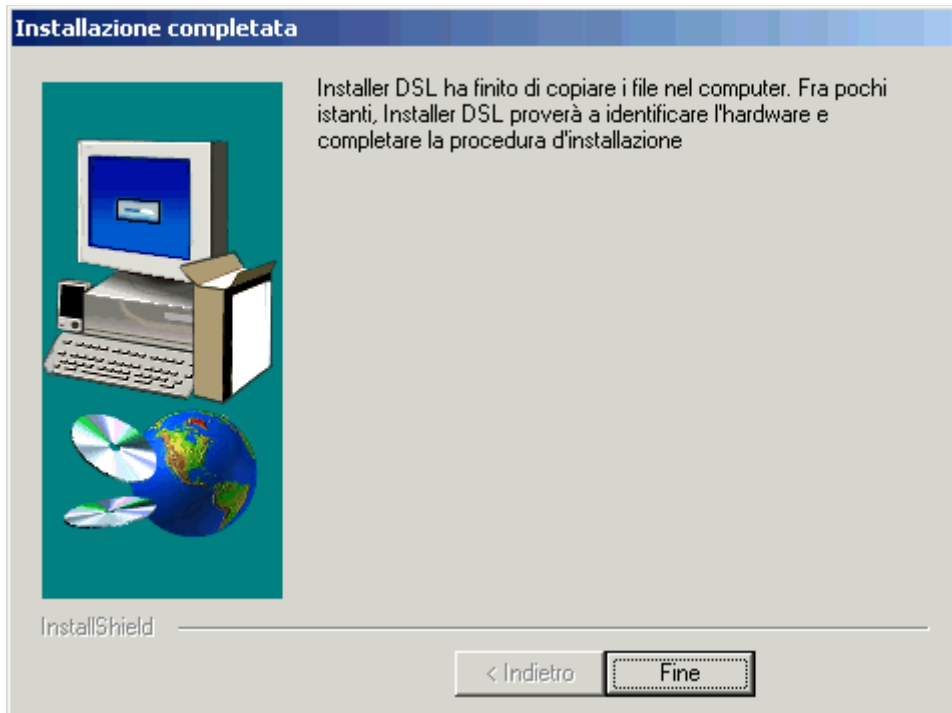 Installazione completata
Installer DSL ha finito di copiare i file nel computer. Fra pochi
istanti, Installer DSL proverà a identificare l'hardware e
completare la procedura d'installazione
InstallShield
< Indietro
Fine